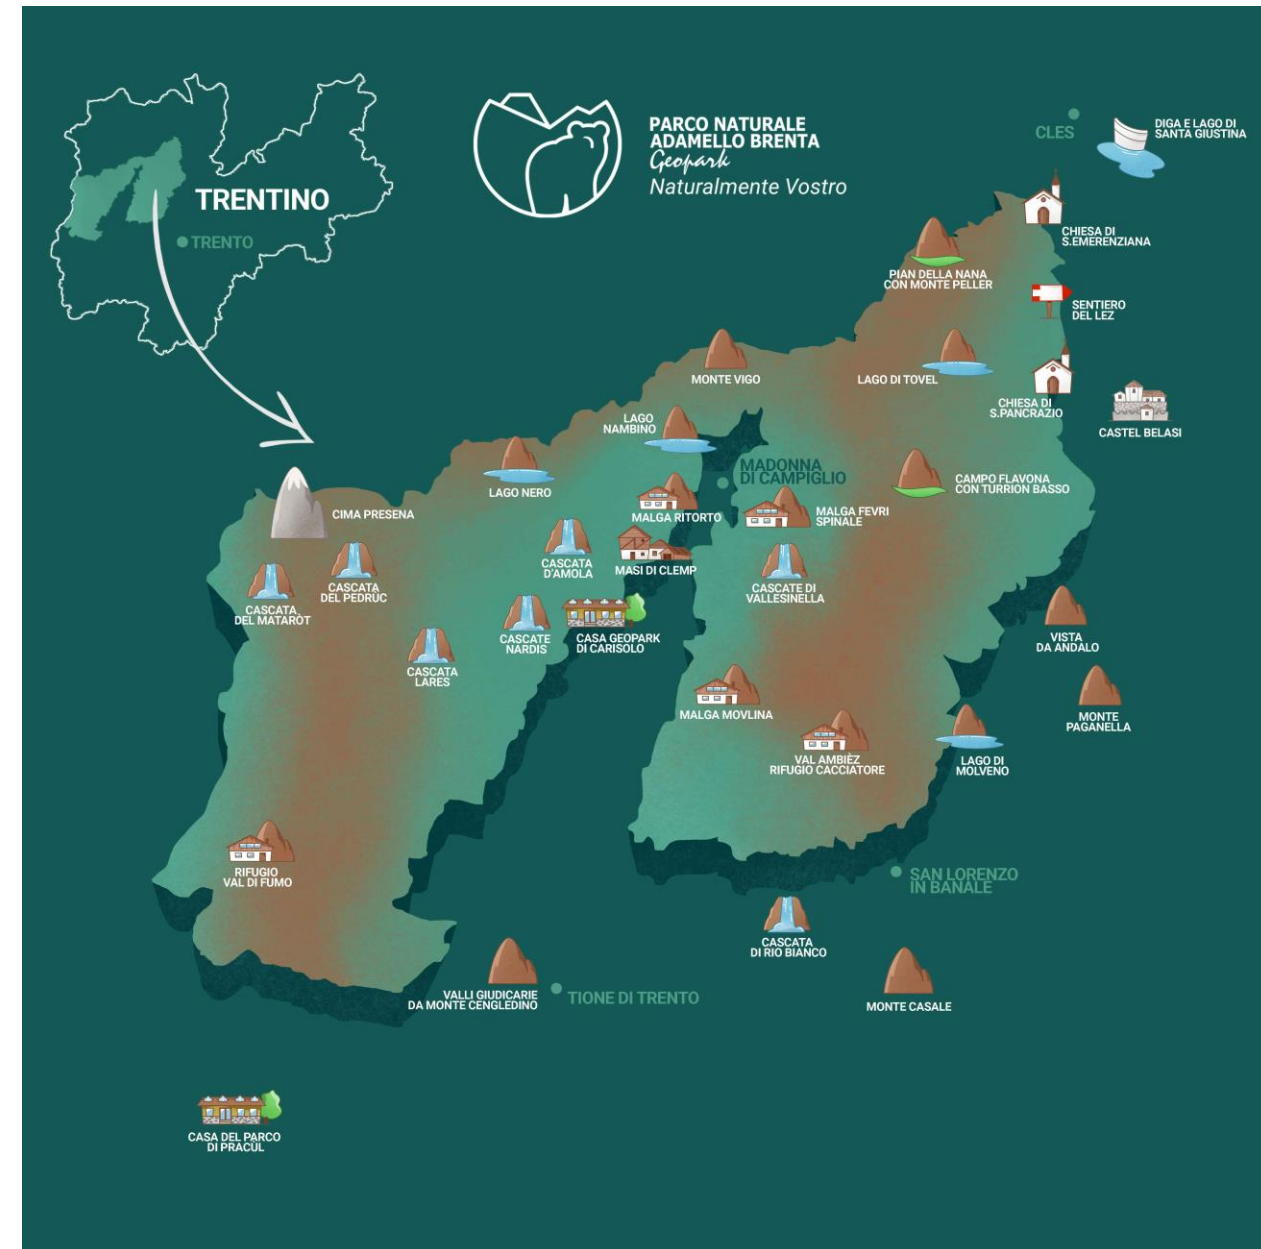 PARCO NATURALE
ADAMELLO BRENTA
Geopark
Naturalmente Vostro
TRENTINO
TRENTO
CLES
DIGA E LAGO DI
SANTA GIUSTINA
CHIESA DI
S.EMERENZIANA
PIAN DELLA NANA
CON MONTE PELLER
SENTIERO
DEL LEZ
MONTE VIGO
LAGO DI TOVEL
CHIESA DI
S.PANCRAZIO
CASTEL BELASI
LAGO
NAMBINO
MADONNA
DI CAMPIGLIO
LAGO NERO
CAMPO FLAVONA
CON TURRION BASSO
CIMA PRESENA
MALGA RITORTO
MALGA FEVRI
SPINALE
CASCATA
D'AMOLA
MASI DI CLEMP
CASCATA
DEL PEDRÙC
CASCATE DI
VALLESINELLA
CASCATA
DEL MATARÒT
CASCATE
NARDIS
CASA GEOPARK
DI CARISOLO
VISTA
DA ANDALO
CASCATA
LARES
MALGA MOVLINA
MONTE
PAGANELLA
VAL AMBIÈZ
RIFUGIO CACCIATORE
LAGO DI
MOLVENO
RIFUGIO
VAL DI FUMO
SAN LORENZO
IN BANALE
CASCATA
DI RIO BIANCO
VALLI GIUDICARIE
DA MONTE CENGLEDINO
TIONE DI TRENTO
MONTE CASALE
CASA DEL PARCO
DI PRACÙL